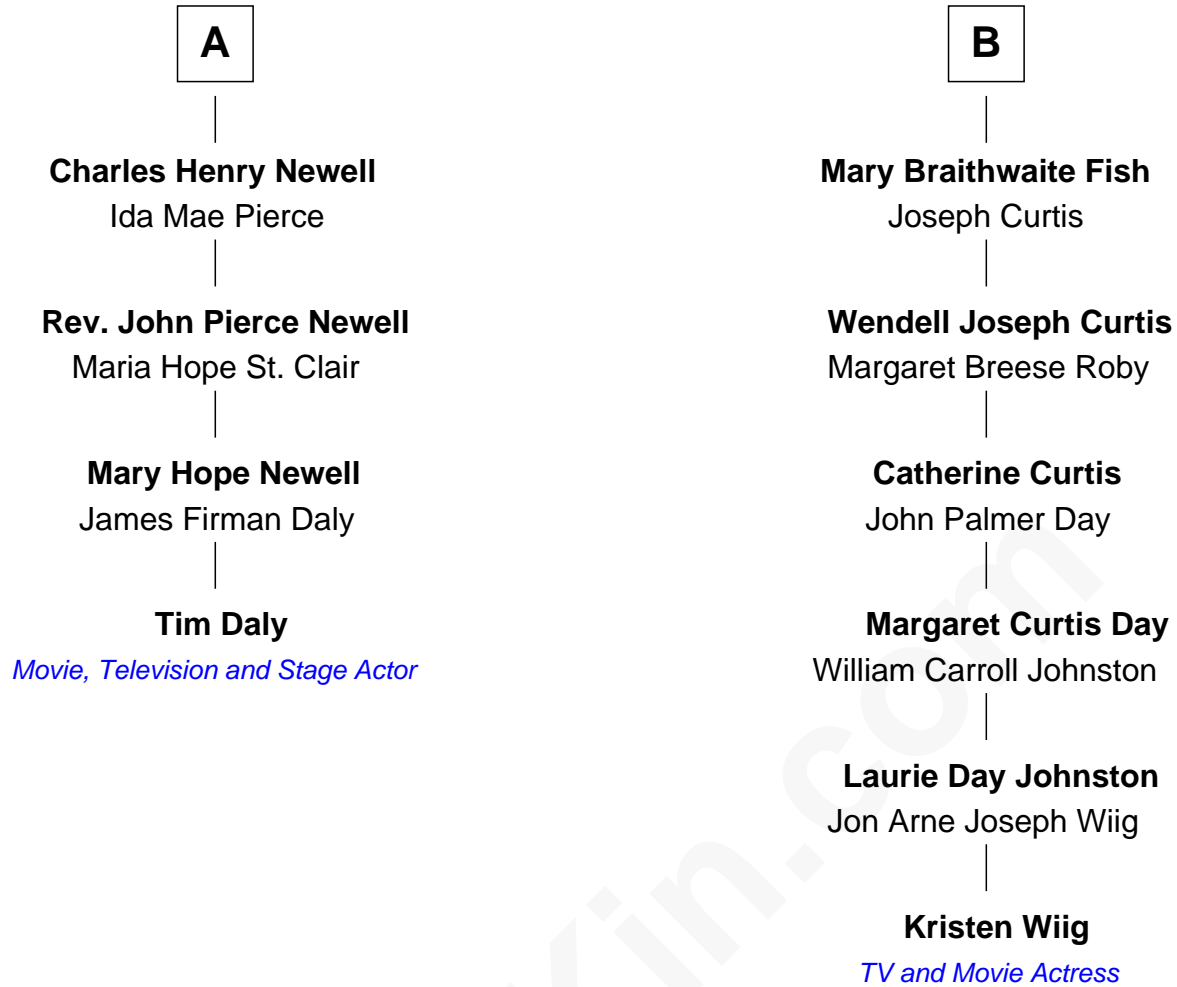 A
Charles Henry Newell
Ida Mae Pierce
Rev. John Pierce Newell
Maria Hope St. Clair
Mary Hope Newell
James Firman Daly
Tim Daly
Movie, Television and Stage Actor
B
Mary Braithwaite Fish
Joseph Curtis
Wendell Joseph Curtis
Margaret Breese Roby
Catherine Curtis
John Palmer Day
Margaret Curtis Day
William Carroll Johnston
Laurie Day Johnston
Jon Arne Joseph Wiig
Kristen Wiig
TV and Movie Actress